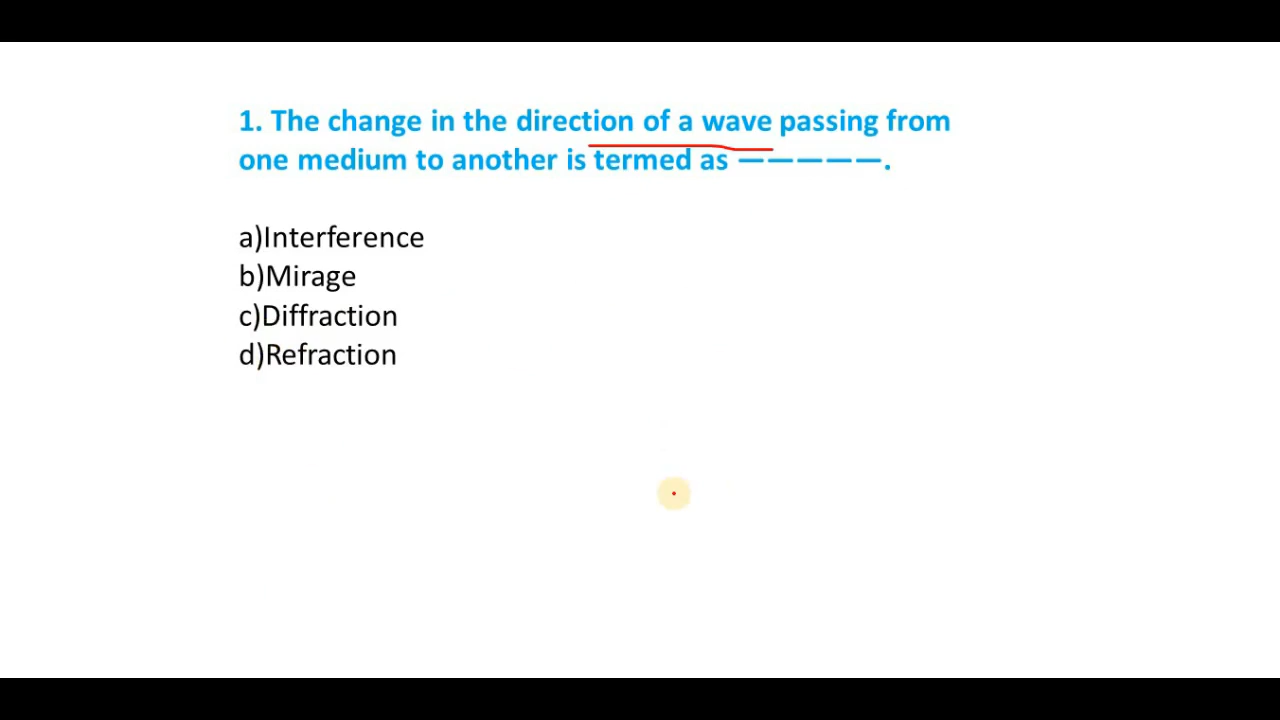 1. The change in the direction of a wave passing from
one medium to another is termed as —————.
a)Interference
b)Mirage
c)Diffraction
d)Refraction